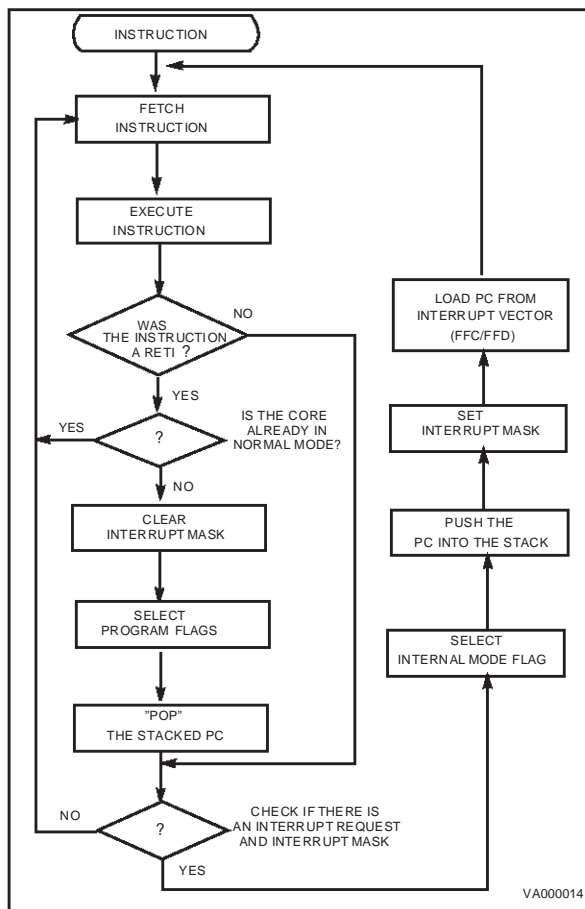 INSTRUCTION
FETCH
INSTRUCTION
EXECUTE
INSTRUCTION
WAS
THE INSTRUCTION
A RETI ?
NO
YES
?
IS THE CORE
ALREADY IN
NORMAL MODE?
YES
NO
CLEAR
INTERRUPT MASK
SELECT
PROGRAM FLAGS
"POP"
THE STACKED PC
?
CHECK IF THERE IS
AN INTERRUPT REQUEST
AND INTERRUPT MASK
NO
YES
SELECT
INTERNAL MODE FLAG
PUSH THE
PC INTO THE STACK
SET
INTERRUPT MASK
LOAD PC FROM
INTERRUPT VECTOR
(FFC/FFD)
VA000014